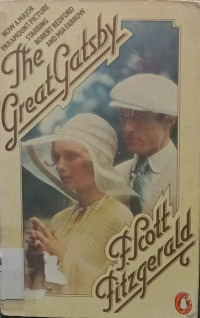 NOW A MAJOR
PARAMOUNT PICTURE
STARRING
ROBERT REDFORD
AND MIA FARROW
The
Great Gatsby
F. Scott
Fitzgerald